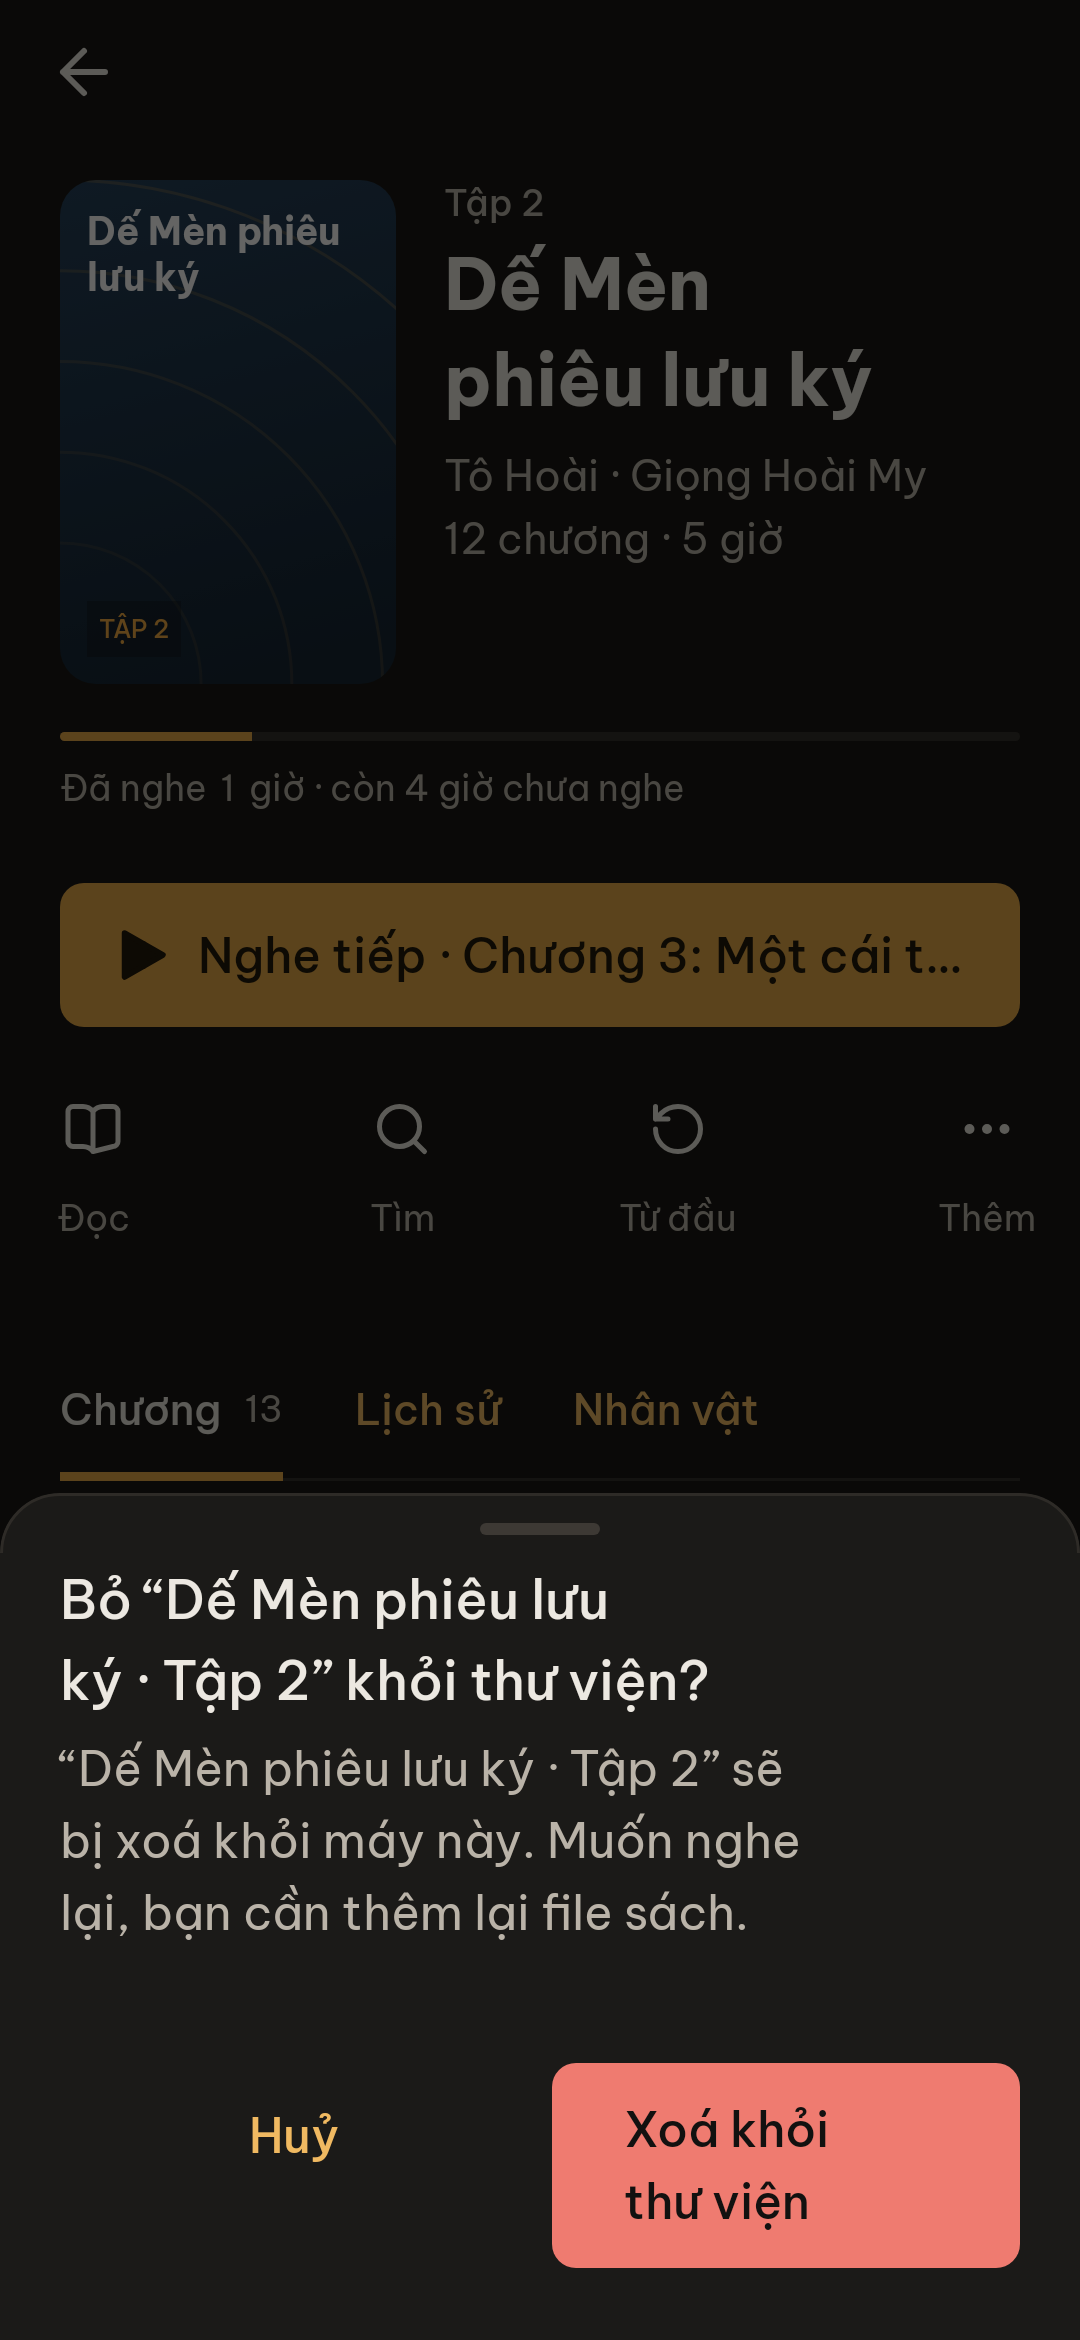 Dế Mèn phiêu
lưu ký
TẬP 2
Tập 2
Dế Mèn
phiêu lưu ký
Tô Hoài · Giọng Hoài My
12 chương · 5 giờ
Đã nghe 1 giờ · còn 4 giờ chưa nghe
Nghe tiếp · Chương 3: Một cái t...
Đọc
Tìm
Từ đầu
Thêm
Chương 13
Lịch sử
Nhân vật
Bỏ “Dế Mèn phiêu lưu
ký · Tập 2” khỏi thư viện?
“Dế Mèn phiêu lưu ký · Tập 2” sẽ
bị xoá khỏi máy này. Muốn nghe
lại, bạn cần thêm lại file sách.
Huỷ
Xoá khỏi
thư viện